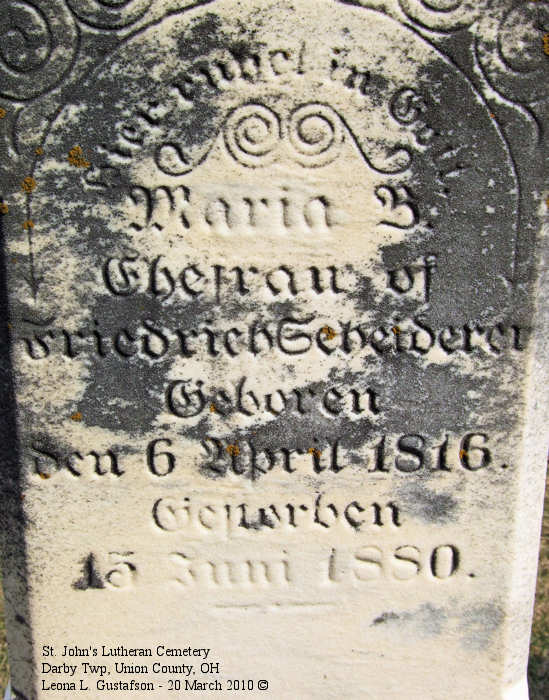 Hier ruhet in Gott
Maria B.
Ehefrau of
Friedrich Scheiderer
Geboren
den 6 April 1816.
Gestorben
15 Juni 1880.
St. John's Lutheran Cemetery
Darby Twp, Union County, OH
Leona L. Gustafson - 20 March 2010 ©